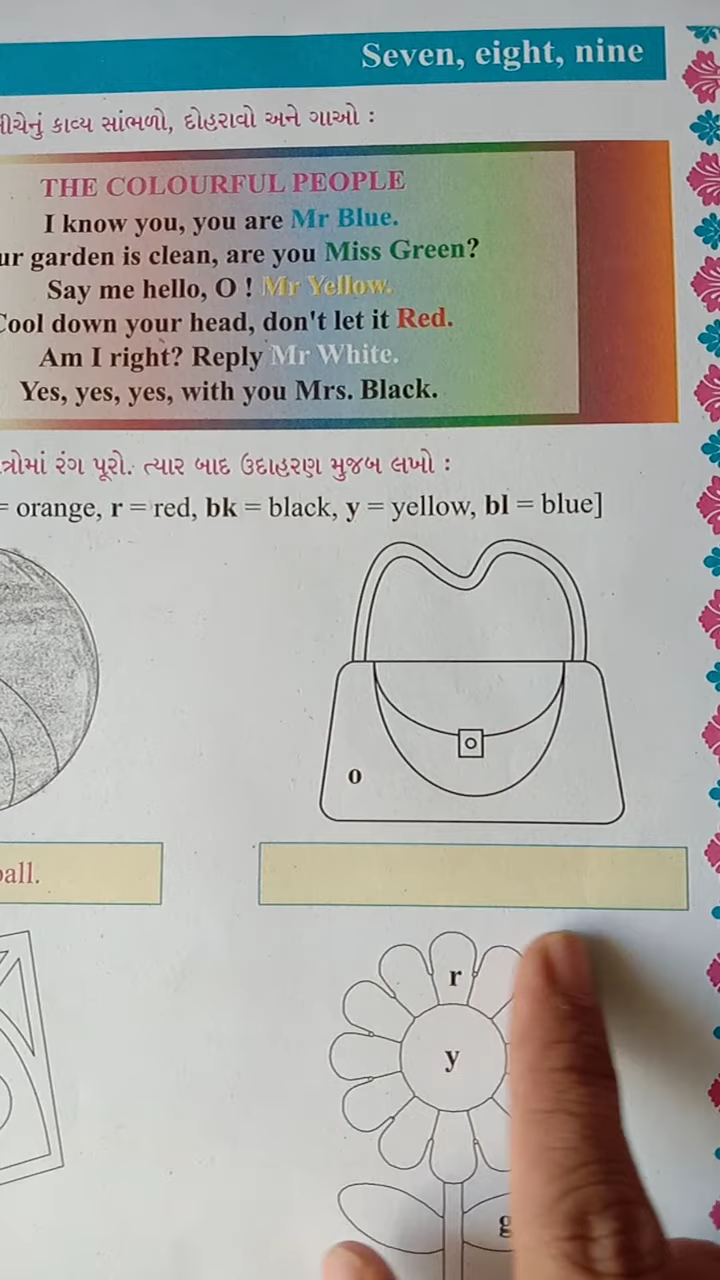 Seven, eight, nine
કાવ્ય સાંભળો, દોહરાવો અને ગાઓ :
THE COLOURFUL PEOPLE
I know you, you are Mr Blue.
garden is clean, are you Miss Green?
Say me hello, O ! Mr Yellow.
Cool down your head, don't let it Red.
Am I right? Reply Mr White.
Yes, yes, yes, with you Mrs. Black.
રંગ પૂરો. ત્યાર બાદ ઉદાહરણ મુજબ લખો :
= orange, r = red, bk = black, y = yellow, bl = blue]
o
r
y
g